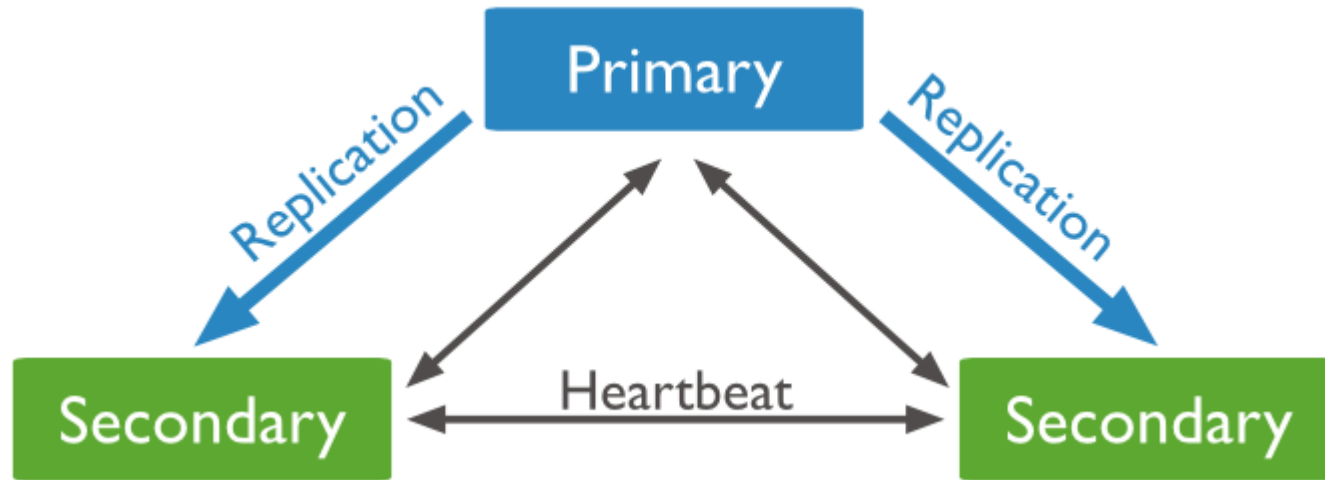 Primary
Replication
Replication
Heartbeat
Secondary
Secondary